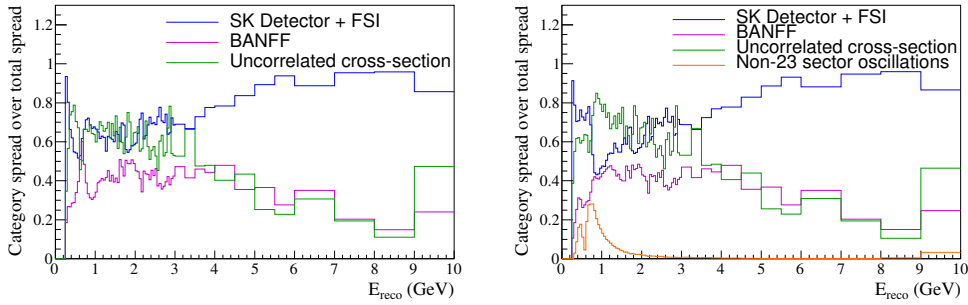 Category spread over total spread
1.2
1
0.8
0.6
0.4
0.2
0
SK Detector + FSI
BANFF
Uncorrelated cross-section
0 1 2 3 4 5 6 7 8 9 10
E_reco (GeV)
Category spread over total spread
1.2
1
0.8
0.6
0.4
0.2
0
SK Detector + FSI
BANFF
Uncorrelated cross-section
Non-23 sector oscillations
0 1 2 3 4 5 6 7 8 9 10
E_reco (GeV)